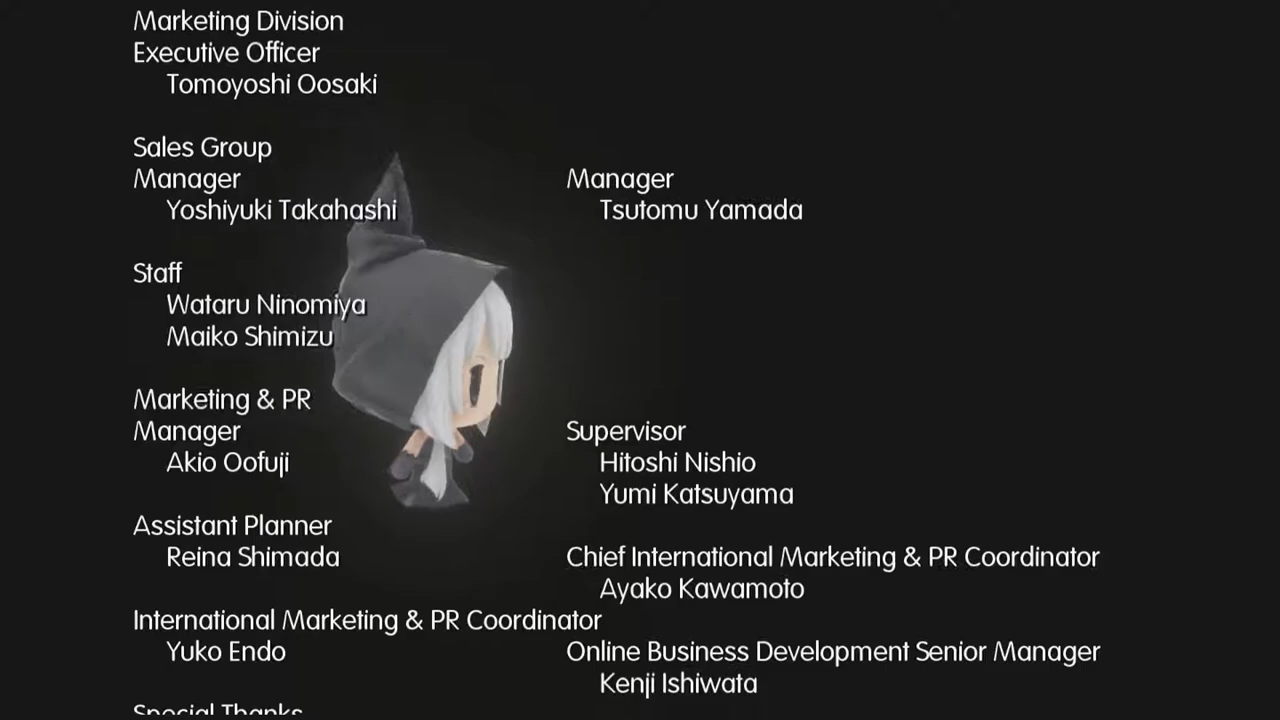 Marketing Division
Executive Officer
Tomoyoshi Oosaki
Sales Group
Manager
Yoshiyuki Takahashi
Manager
Tsutomu Yamada
Staff
Wataru Ninomiya
Maiko Shimizu
Marketing & PR
Manager
Akio Oofuji
Supervisor
Hitoshi Nishio
Yumi Katsuyama
Assistant Planner
Reina Shimada
Chief International Marketing & PR Coordinator
Ayako Kawamoto
International Marketing & PR Coordinator
Yuko Endo
Online Business Development Senior Manager
Kenji Ishiwata
Special Thanks